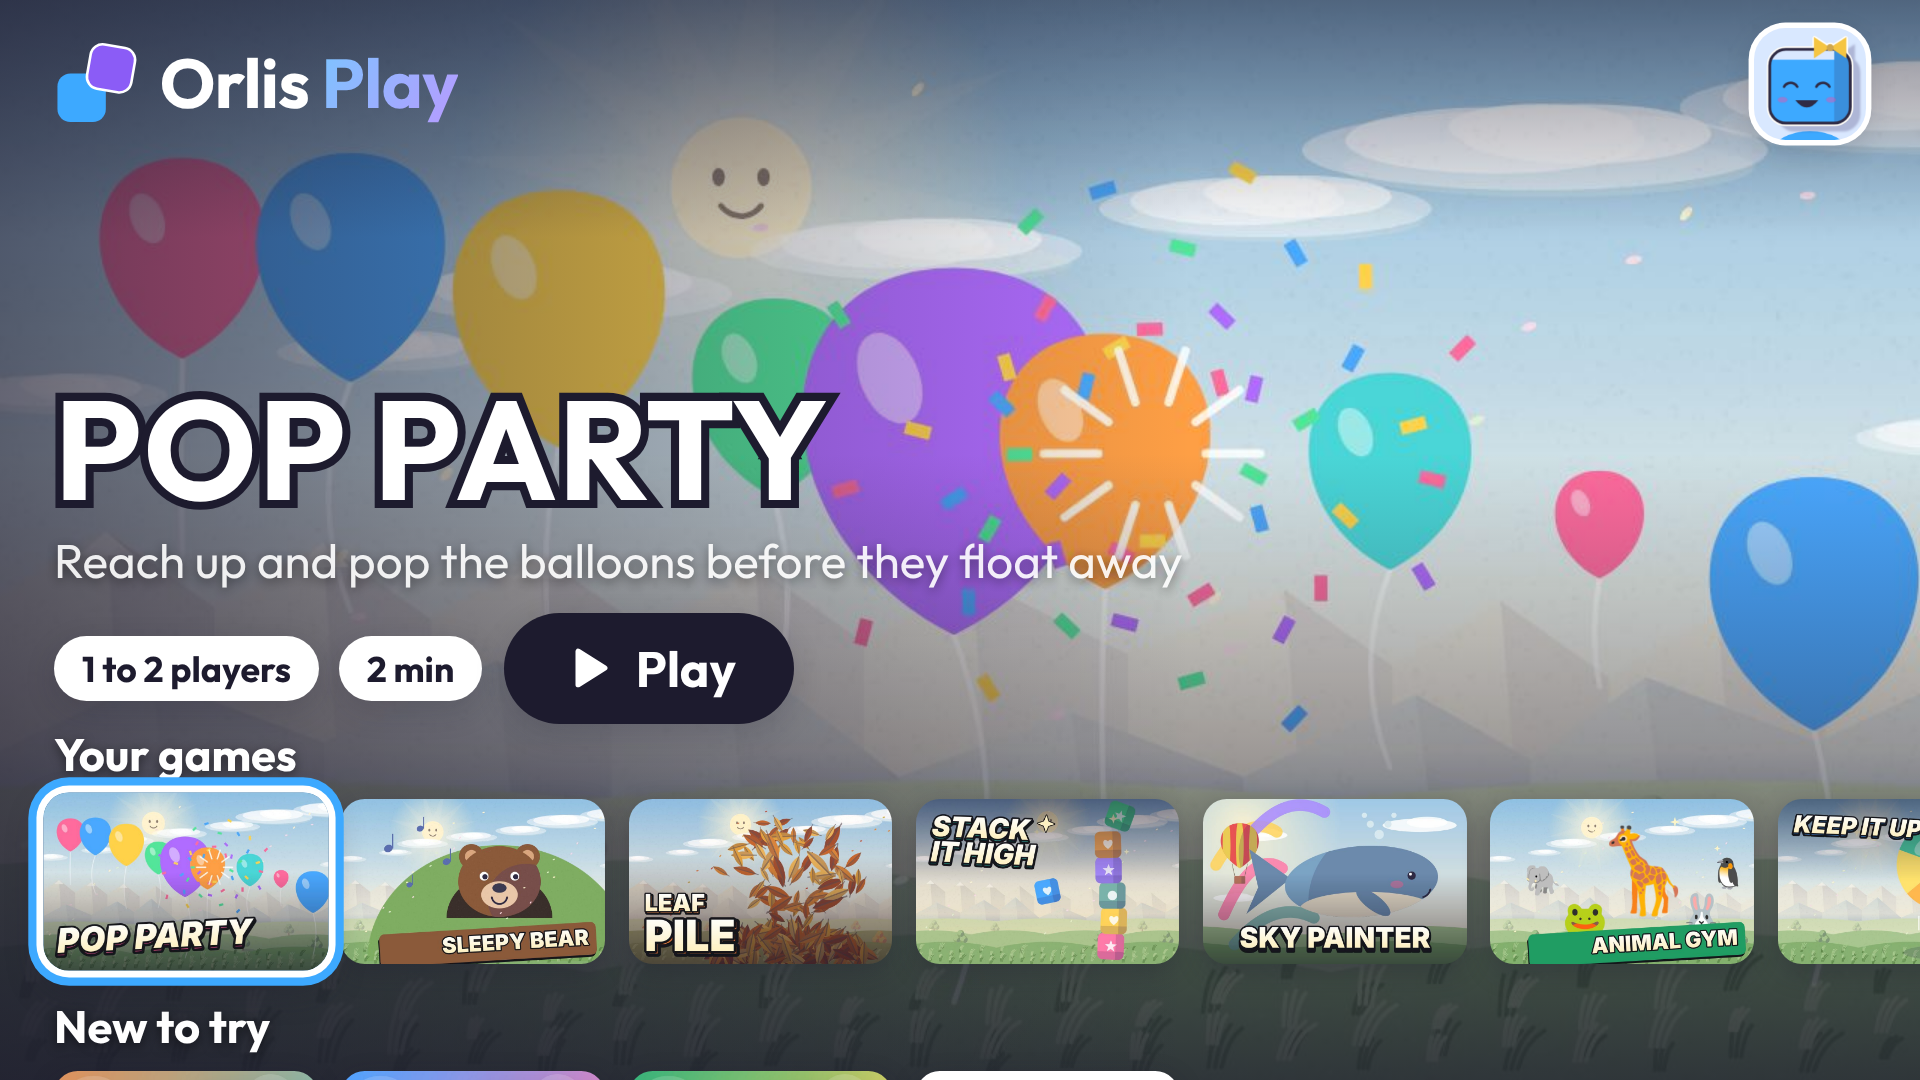 Orlis Play
POP PARTY
Reach up and pop the balloons before they float away
1 to 2 players
2 min
Play
Your games
POP PARTY
SLEEPY BEAR
LEAF
PILE
STACK
IT HIGH
SKY PAINTER
ANIMAL GYM
KEEP IT UP
New to try